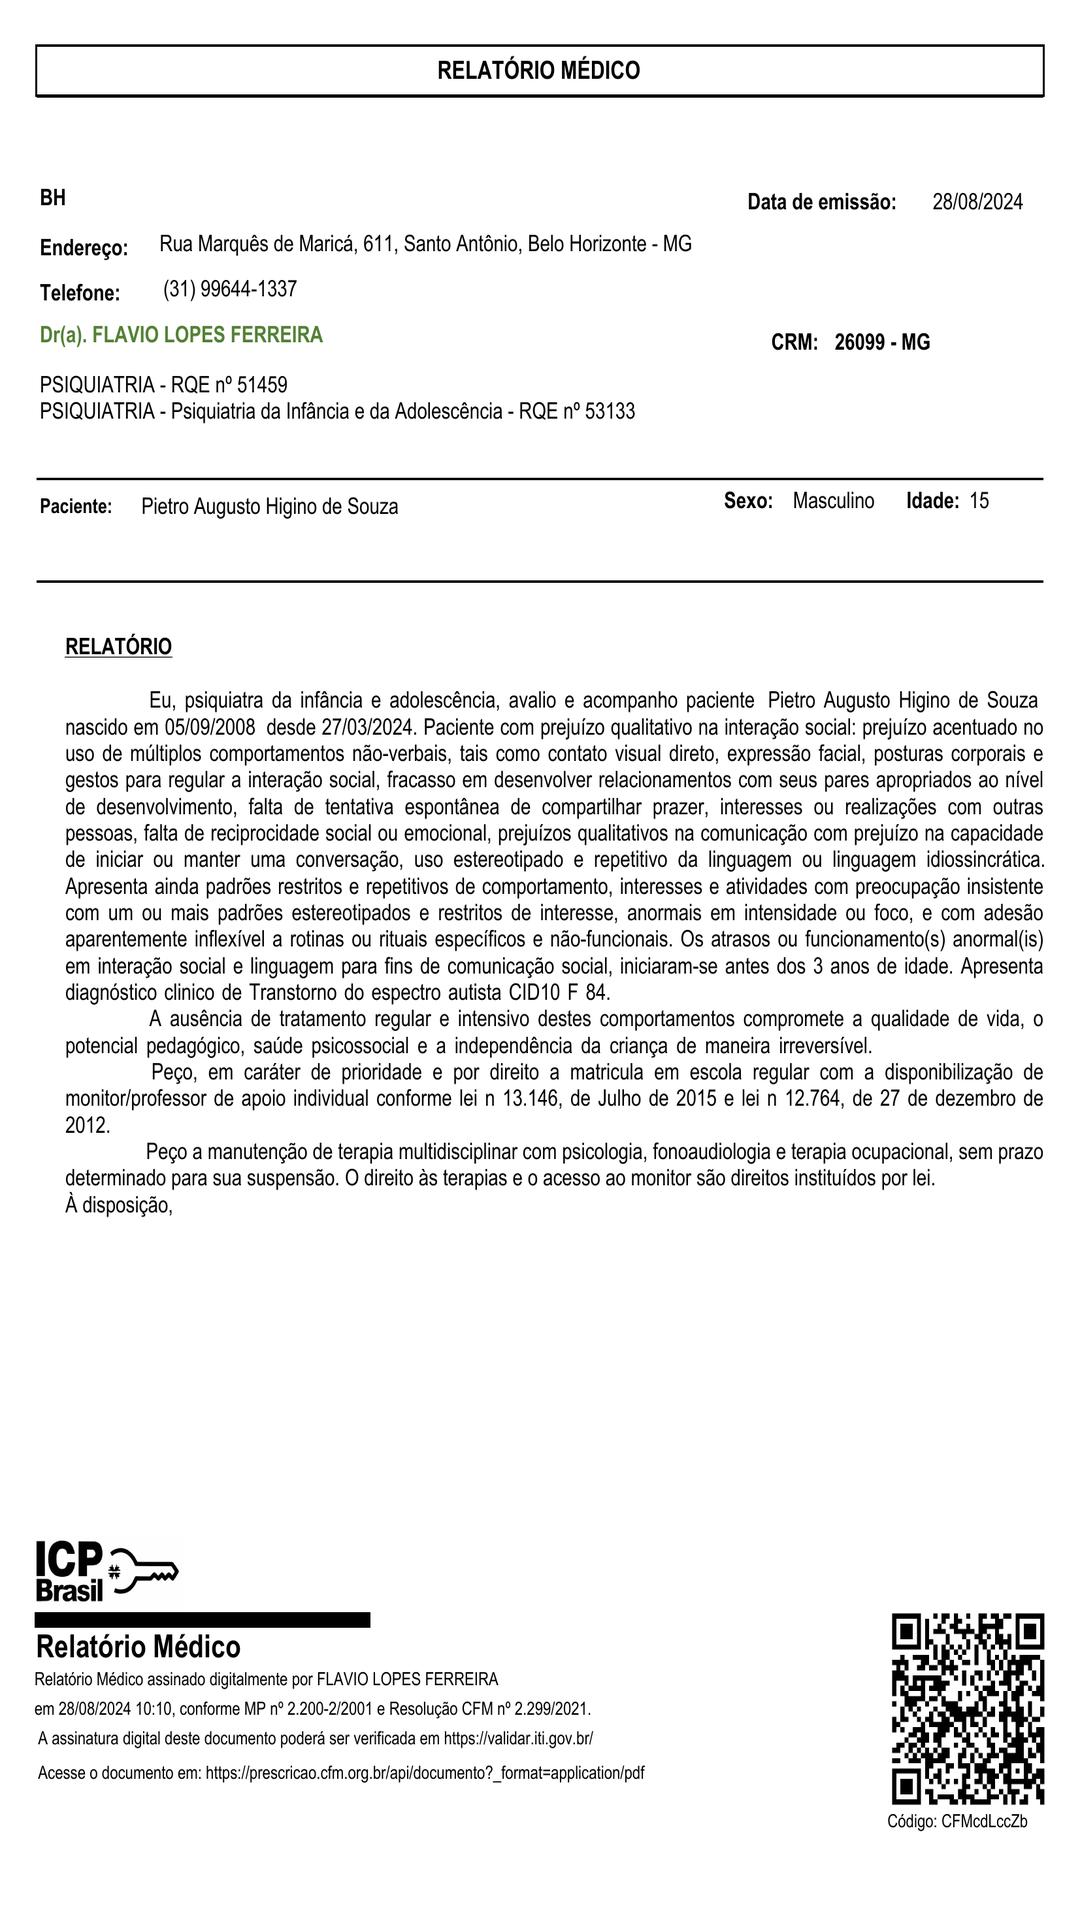 RELATÓRIO MÉDICO
BH
Data de emissão: 28/08/2024
Endereço: Rua Marquês de Maricá, 611, Santo Antônio, Belo Horizonte - MG
Telefone: (31) 99644-1337
Dr(a). FLAVIO LOPES FERREIRA
CRM: 26099 - MG
PSIQUIATRIA - RQE nº 51459
PSIQUIATRIA - Psiquiatria da Infância e da Adolescência - RQE nº 53133
Paciente: Pietro Augusto Higino de Souza
Sexo: Masculino Idade: 15
RELATÓRIO
Eu, psiquiatra da infância e adolescência, avalio e acompanho paciente Pietro Augusto Higino de Souza
nascido em 05/09/2008 desde 27/03/2024. Paciente com prejuízo qualitativo na interação social: prejuízo acentuado no
uso de múltiplos comportamentos não-verbais, tais como contato visual direto, expressão facial, posturas corporais e
gestos para regular a interação social, fracasso em desenvolver relacionamentos com seus pares apropriados ao nível
de desenvolvimento, falta de tentativa espontânea de compartilhar prazer, interesses ou realizações com outras
pessoas, falta de reciprocidade social ou emocional, prejuízos qualitativos na comunicação com prejuízo na capacidade
de iniciar ou manter uma conversação, uso estereotipado e repetitivo da linguagem ou linguagem idiossincrática.
Apresenta ainda padrões restritos e repetitivos de comportamento, interesses e atividades com preocupação insistente
com um ou mais padrões estereotipados e restritos de interesse, anormais em intensidade ou foco, e com adesão
aparentemente inflexível a rotinas ou rituais específicos e não-funcionais. Os atrasos ou funcionamento(s) anormal(is)
em interação social e linguagem para fins de comunicação social, iniciaram-se antes dos 3 anos de idade. Apresenta
diagnóstico clinico de Transtorno do espectro autista CID10 F 84.
A ausência de tratamento regular e intensivo destes comportamentos compromete a qualidade de vida, o
potencial pedagógico, saúde psicossocial e a independência da criança de maneira irreversível.
Peço, em caráter de prioridade e por direito a matricula em escola regular com a disponibilização de
monitor/professor de apoio individual conforme lei n 13.146, de Julho de 2015 e lei n 12.764, de 27 de dezembro de
2012.
Peço a manutenção de terapia multidisciplinar com psicologia, fonoaudiologia e terapia ocupacional, sem prazo
determinado para sua suspensão. O direito às terapias e o acesso ao monitor são direitos instituídos por lei.
À disposição,
ICP
Brasil
Relatório Médico
Relatório Médico assinado digitalmente por FLAVIO LOPES FERREIRA
em 28/08/2024 10:10, conforme MP nº 2.200-2/2001 e Resolução CFM nº 2.299/2021.
A assinatura digital deste documento poderá ser verificada em https://validar.iti.gov.br/
Acesse o documento em: https://prescricao.cfm.org.br/api/documento?_format=application/pdf
Código: CFMcdLccZb